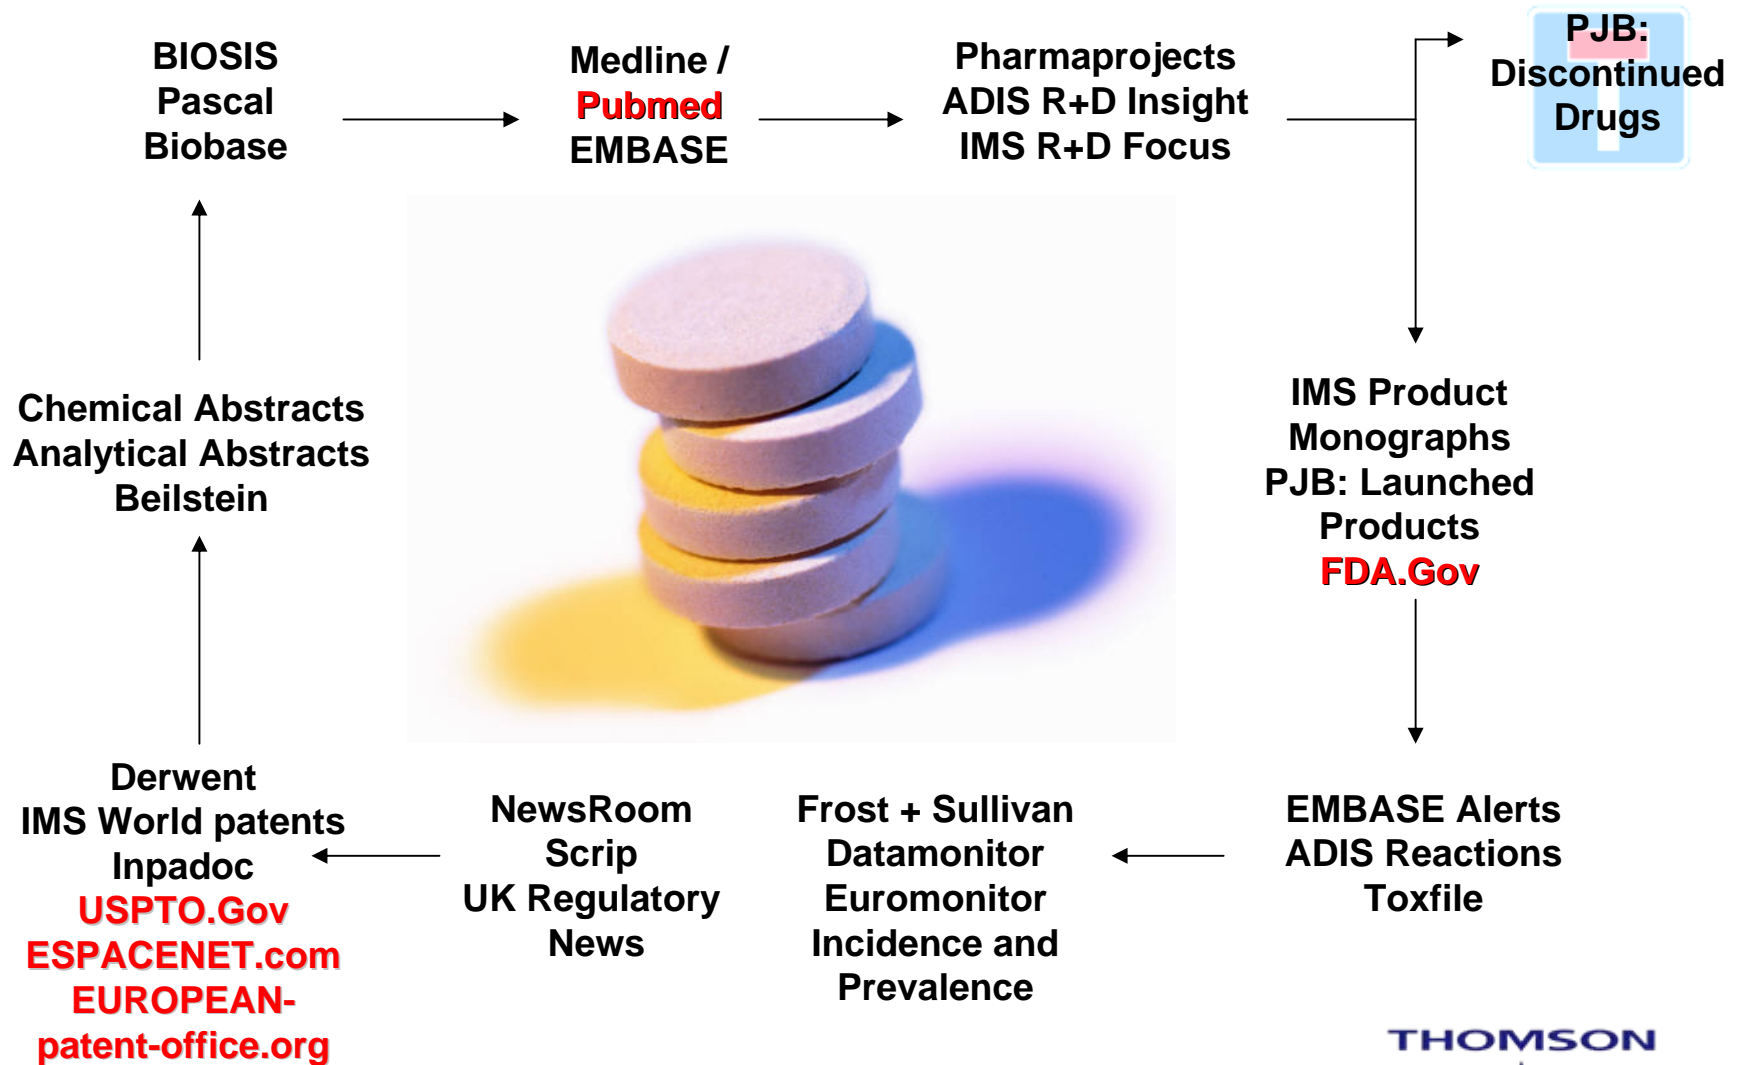 BIOSIS
Pascal
Biobase
Medline /
Pubmed
EMBASE
Pharmaprojects
ADIS R+D Insight
IMS R+D Focus
PJB:
Discontinued
Drugs
Chemical Abstracts
Analytical Abstracts
Beilstein
IMS Product
Monographs
PJB: Launched
Products
FDA.Gov
Derwent
IMS World patents
Inpadoc
USPTO.Gov
ESPACENET.com
EUROPEAN-
patent-office.org
NewsRoom
Scrip
UK Regulatory
News
Frost + Sullivan
Datamonitor
Euromonitor
Incidence and
Prevalence
EMBASE Alerts
ADIS Reactions
Toxfile
THOMSON